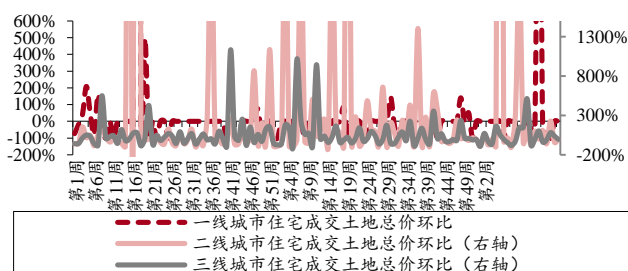 600%
500%
400%
300%
200%
100%
0%
-100%
-200%
1300%
800%
300%
-200%
第1周
第6周
第11周
第16周
第21周
第26周
第31周
第36周
第41周
第46周
第51周
第4周
第9周
第14周
第19周
第24周
第29周
第34周
第39周
第44周
第49周
第2周
一线城市住宅成交土地总价环比
二线城市住宅成交土地总价环比（右轴）
三线城市住宅成交土地总价环比（右轴）